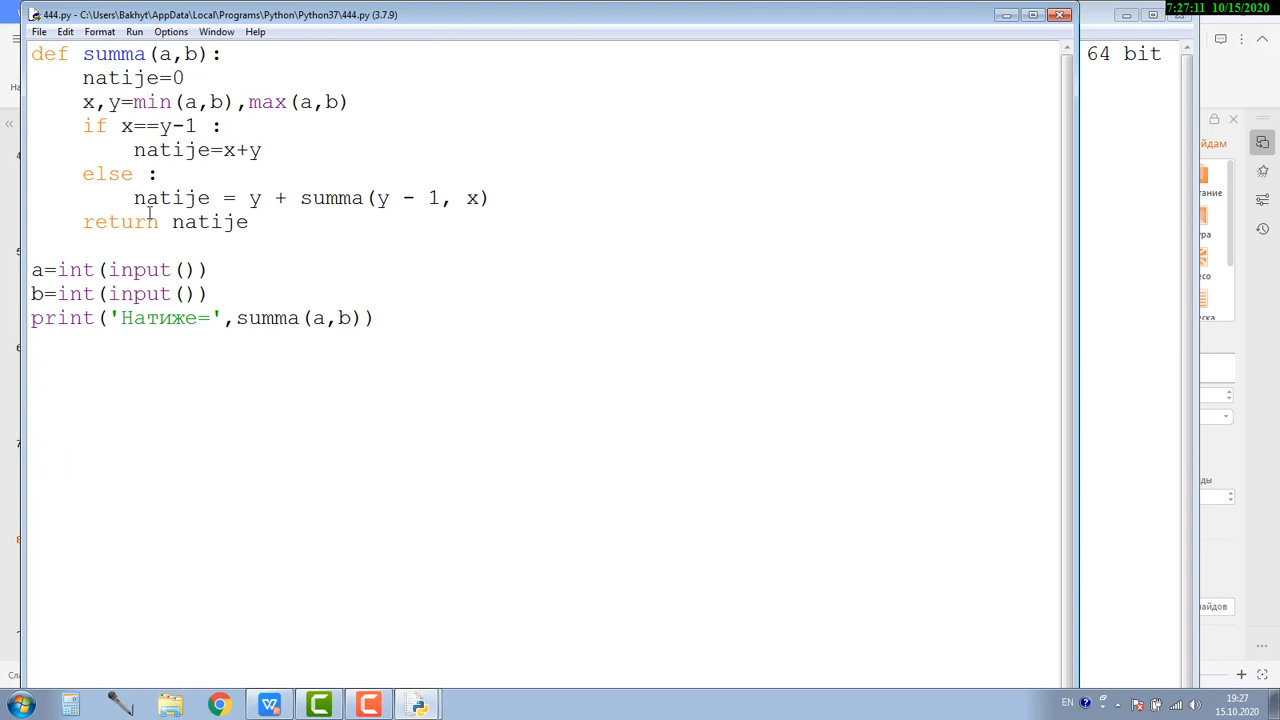 7:27:11 10/15/2020
444.py - C:\Users\Bakhyt\AppData\Local\Programs\Python\Python37\444.py (3.7.9)
File Edit Format Run Options Window Help
def summa(a,b):
    natije=0
    x,y=min(a,b),max(a,b)
    if x==y-1 :
        natije=x+y
    else :
        natije = y + summa(y - 1, x)
    return natije
a=int(input())
b=int(input())
print('Натиже=',summa(a,b))
64 bit
EN
19:27
15.10.2020